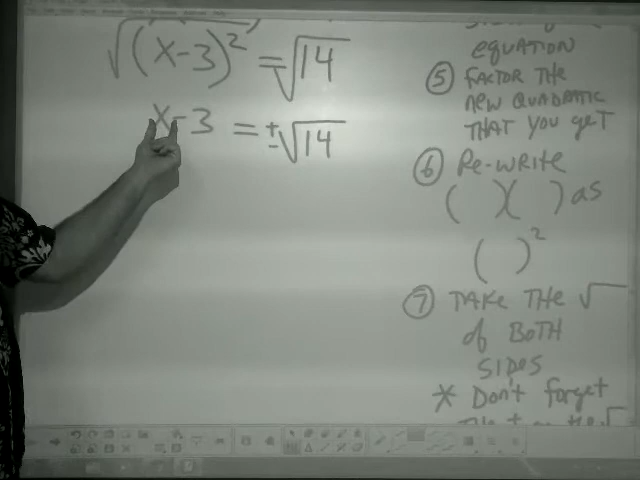 √(x-3)² = √14
x-3 = ±√14
EQUATION
⑤ FACTOR THE
NEW QUADRATIC
THAT YOU GET
⑥ Re-WRITE
( )( ) as
( )²
⑦ TAKE THE √
of BOTH
SIDES
* Don't forget